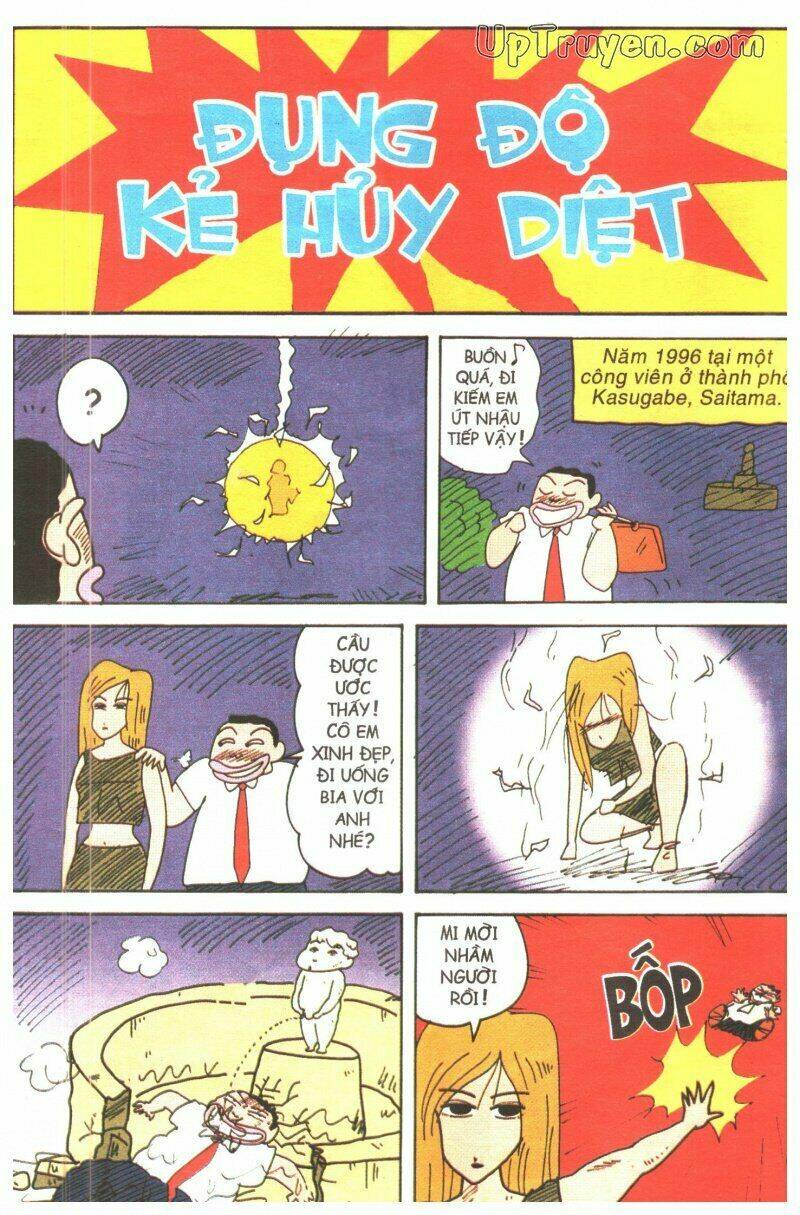 UpTruyen.com
ĐỤNG ĐỘ
KẺ HỦY DIỆT
BUỒN♪
QUÁ, ĐI
KIẾM EM
ÚT NHẬU
TIẾP VẬY!
Năm 1996 tại một
công viên ở thành phố
Kasugabe, Saitama.
?
CẦU
ĐƯỢC
ƯỚC
THẤY!
CÔ EM
XINH ĐẸP,
ĐI UỐNG
BIA VỚI
ANH
NHÉ?
MI MỜI
NHẦM
NGƯỜI
RỒI!
BỐP